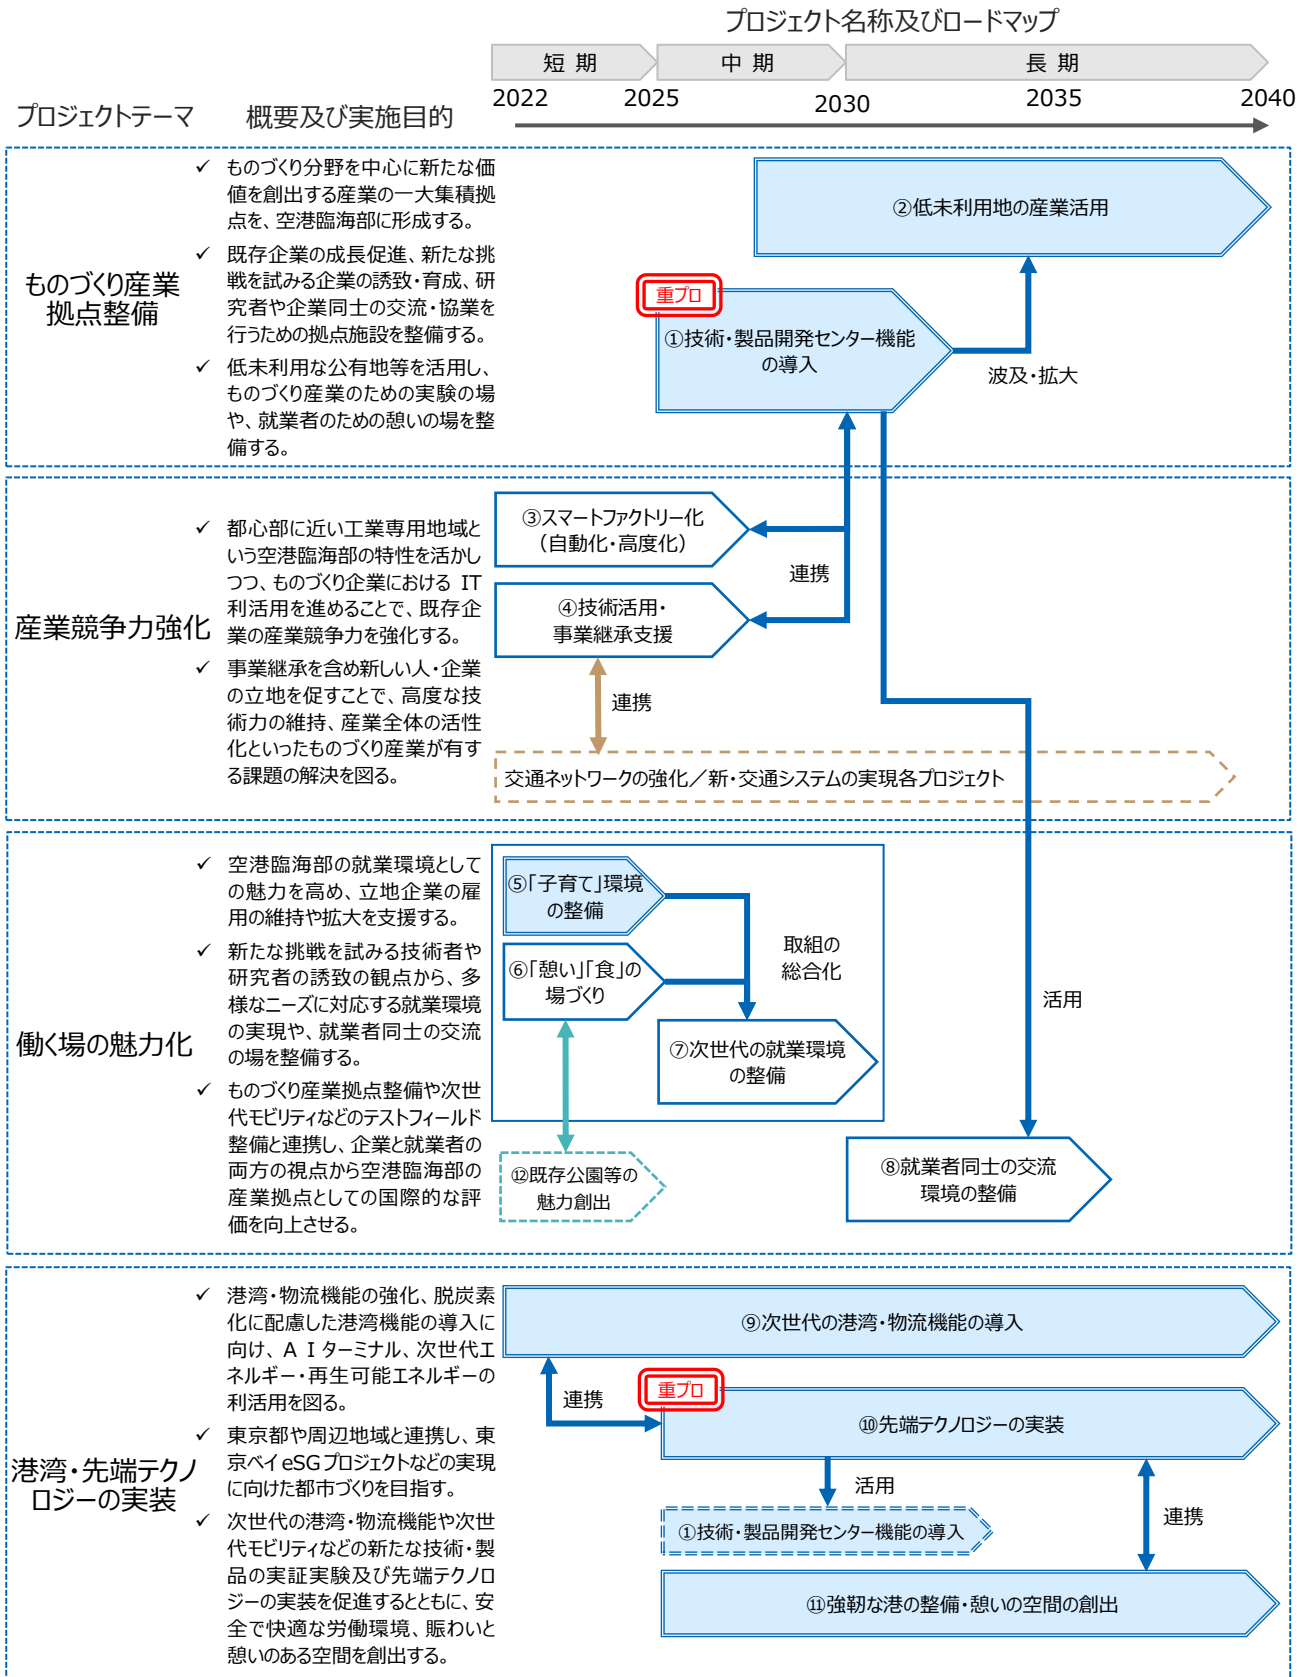 プロジェクト名称及びロードマップ
短 期
中 期
長 期
2022
2025
2030
2035
2040
プロジェクトテーマ
概要及び実施目的
ものづくり産業
拠点整備
✓ ものづくり分野を中心に新たな価
値を創出する産業の一大集積拠
点を、空港臨海部に形成する。
✓ 既存企業の成長促進、新たな挑
戦を試みる企業の誘致・育成、研
究者や企業同士の交流・協業を
行うための拠点施設を整備する。
✓ 低未利用な公有地等を活用し、
ものづくり産業のための実験の場
や、就業者のための憩いの場を整
備する。
②低未利用地の産業活用
重プロ
①技術・製品開発センター機能
の導入
波及・拡大
産業競争力強化
✓ 都心部に近い工業専用地域と
いう空港臨海部の特性を活かし
つつ、ものづくり企業における IT
利活用を進めることで、既存企
業の産業競争力を強化する。
✓ 事業継承を含め新しい人・企業
の立地を促すことで、高度な技
術力の維持、産業全体の活性
化といったものづくり産業が有す
る課題の解決を図る。
③スマートファクトリー化
（自動化・高度化）
連携
④技術活用・
事業継承支援
連携
交通ネットワークの強化／新・交通システムの実現各プロジェクト
働く場の魅力化
✓ 空港臨海部の就業環境として
の魅力を高め、立地企業の雇
用の維持や拡大を支援する。
✓ 新たな挑戦を試みる技術者や
研究者の誘致の観点から、多
様なニーズに対応する就業環境
の実現や、就業者同士の交流
の場を整備する。
✓ ものづくり産業拠点整備や次世
代モビリティなどのテストフィールド
整備と連携し、企業と就業者の
両方の視点から空港臨海部の
産業拠点としての国際的な評
価を向上させる。
⑤「子育て」環境
の整備
⑥「憩い」「食」の
場づくり
取組の
総合化
⑦次世代の就業環境
の整備
活用
⑫既存公園等の
魅力創出
⑧就業者同士の交流
環境の整備
港湾・先端テクノ
ロジーの実装
✓ 港湾・物流機能の強化、脱炭素
化に配慮した港湾機能の導入に
向け、ＡＩターミナル、次世代エ
ネルギー・再生可能エネルギーの
利活用を図る。
✓ 東京都や周辺地域と連携し、東
京ベイ eSG プロジェクトなどの実現
に向けた都市づくりを目指す。
✓ 次世代の港湾・物流機能や次世
代モビリティなどの新たな技術・製
品の実証実験及び先端テクノロ
ジーの実装を促進するとともに、安
全で快適な労働環境、賑わいと
憩いのある空間を創出する。
⑨次世代の港湾・物流機能の導入
連携
重プロ
⑩先端テクノロジーの実装
活用
①技術・製品開発センター機能の導入
連携
⑪強靭な港の整備・憩いの空間の創出